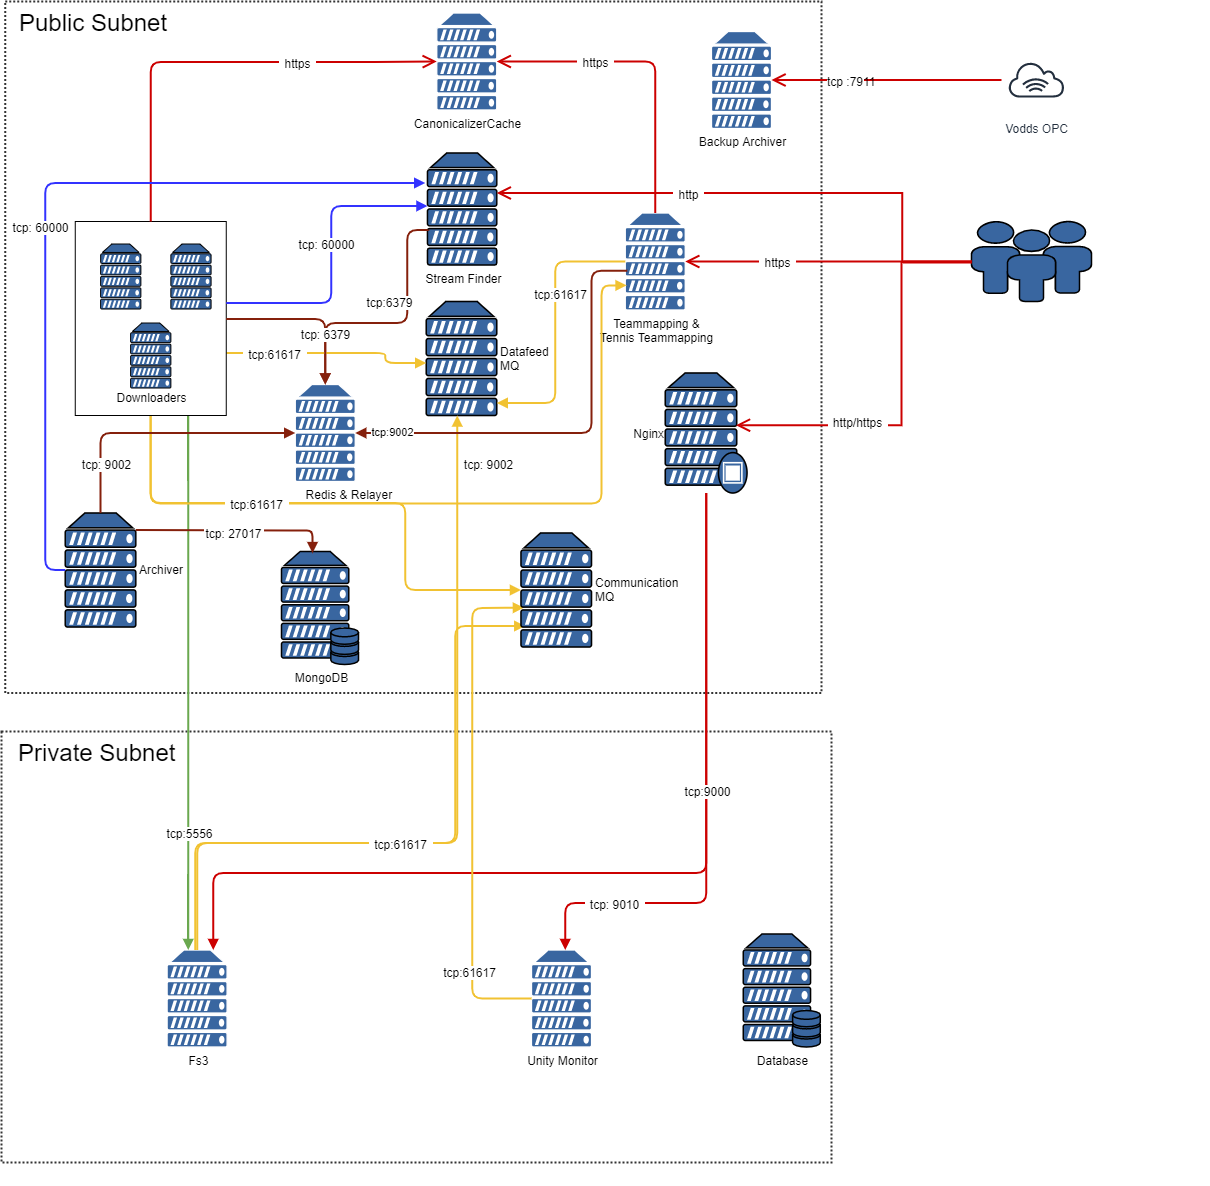 Public Subnet
https
https
CanonicalizerCache
tcp :7911
Backup Archiver
Vodds OPC
http
tcp: 60000
tcp: 60000
Stream Finder
https
tcp:61617
tcp:6379
Teammapping &
Tennis Teammapping
tcp: 6379
tcp:61617
Datafeed
MQ
Downloaders
http/https
Nginx
tcp:9002
tcp: 9002
tcp: 9002
Redis & Relayer
tcp:61617
tcp: 27017
Archiver
Communication
MQ
MongoDB
Private Subnet
tcp:9000
tcp:5556
tcp:61617
tcp: 9010
tcp:61617
Fs3
Unity Monitor
Database